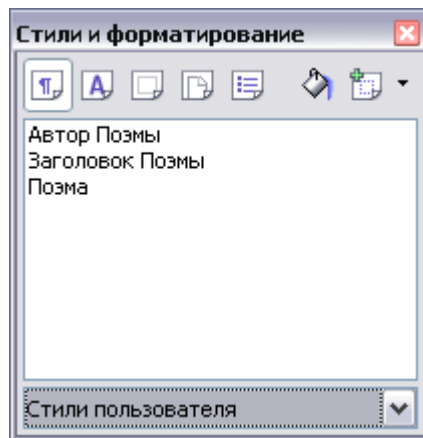 Стили и форматирование
Автор Поэмы
Заголовок Поэмы
Поэма
Стили пользователя